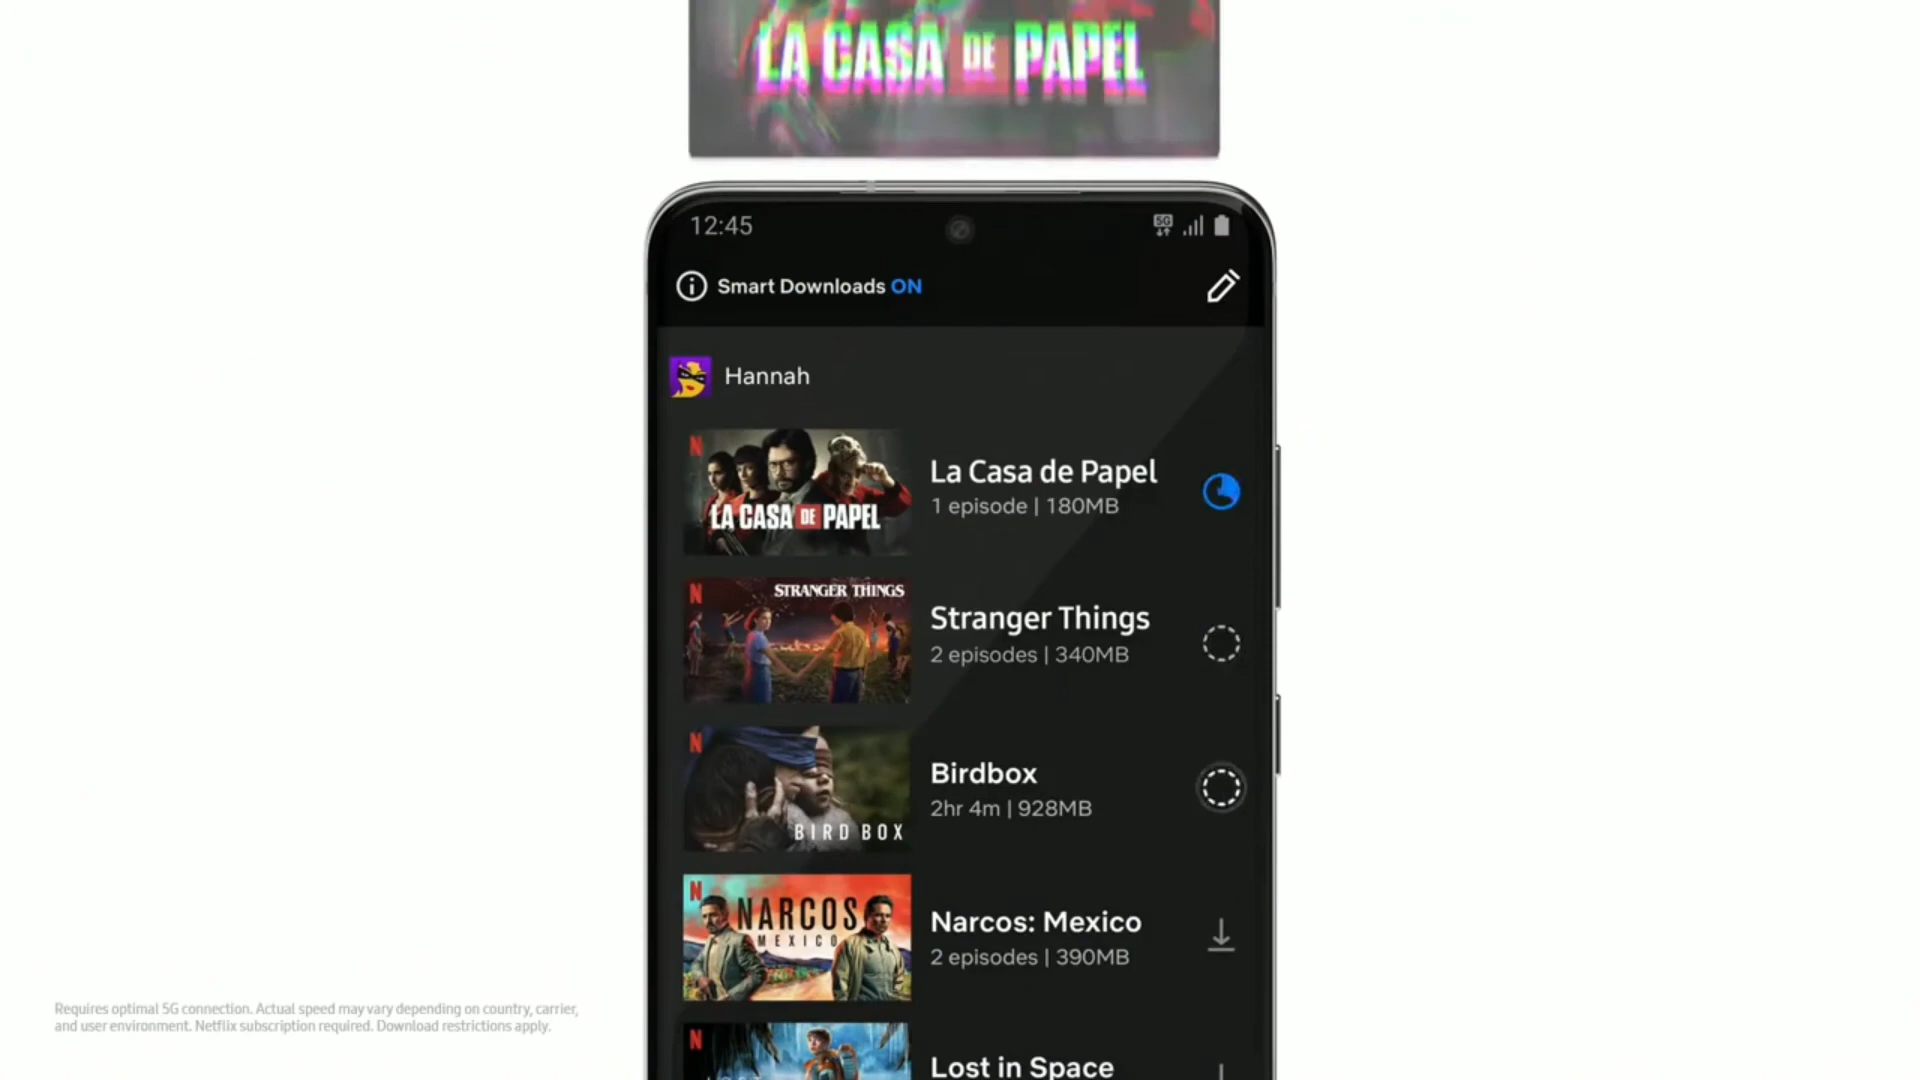 LA CASA DE PAPEL
12:45
5G
Smart Downloads ON
Hannah
N
LA CASA DE PAPEL
La Casa de Papel
1 episode | 180MB
N
STRANGER THINGS
Stranger Things
2 episodes | 340MB
N
BIRD BOX
Birdbox
2hr 4m | 928MB
N
NARCOS
MEXICO
Narcos: Mexico
2 episodes | 390MB
N
Lost in Space
Requires optimal 5G connection. Actual speed may vary depending on country, carrier,
and user environment. Netflix subscription required. Download restrictions apply.